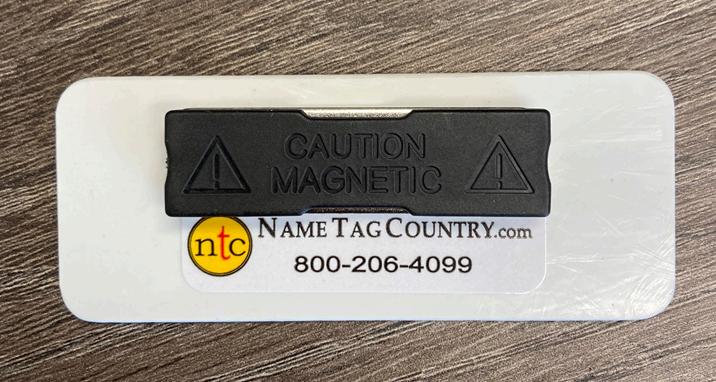 CAUTION
MAGNETIC
ntc NAME TAG COUNTRY.com
800-206-4099